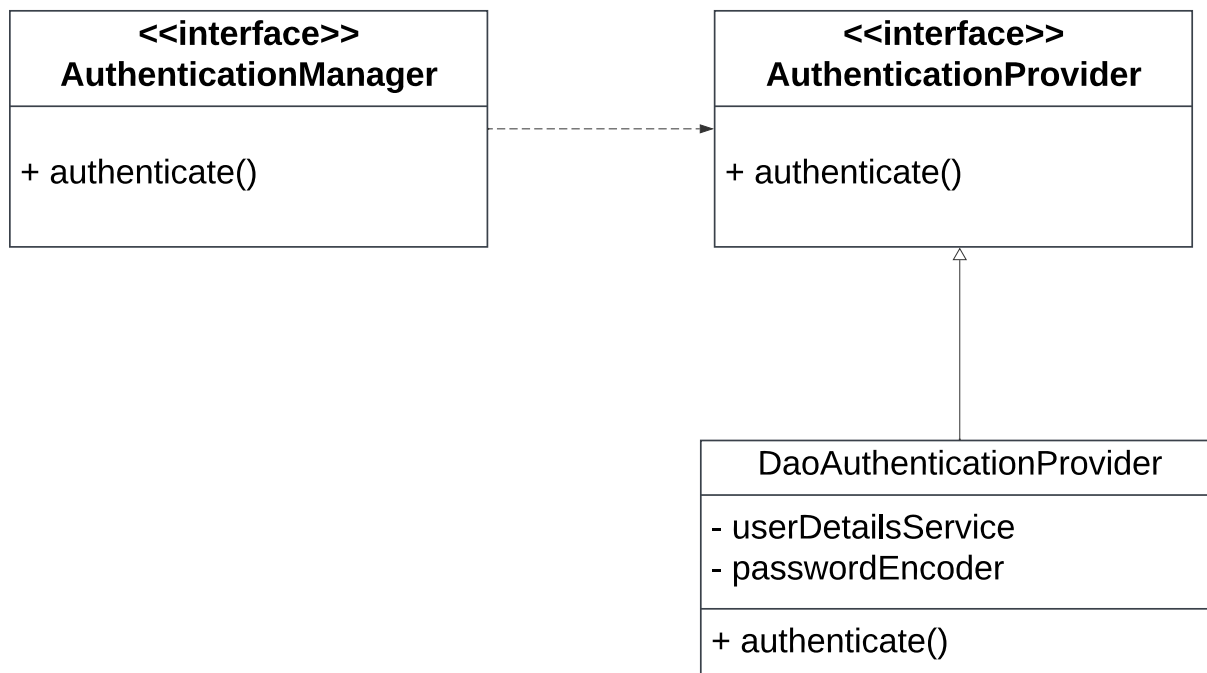 <<interface>>
AuthenticationManager
+ authenticate()
<<interface>>
AuthenticationProvider
+ authenticate()
DaoAuthenticationProvider
- userDetailsService
- passwordEncoder
+ authenticate()